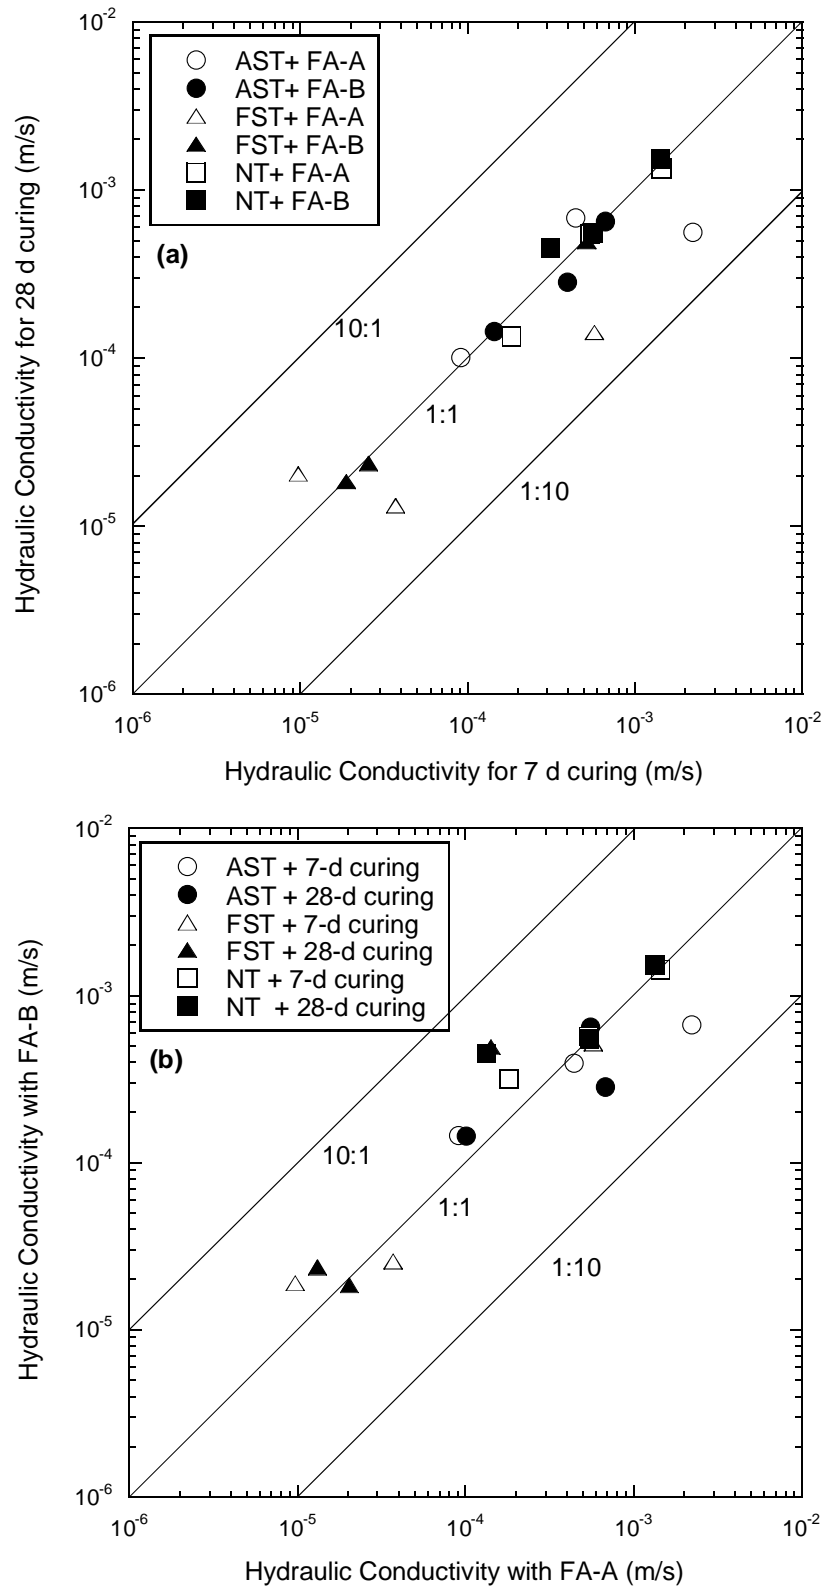 10⁻²
AST+ FA-A
AST+ FA-B
FST+ FA-A
FST+ FA-B
NT+ FA-A
NT+ FA-B
10⁻³
(a)
10:1
10⁻⁴
1:1
1:10
10⁻⁵
10⁻⁶
Hydraulic Conductivity for 28 d curing (m/s)
10⁻⁶ 10⁻⁵ 10⁻⁴ 10⁻³ 10⁻²
Hydraulic Conductivity for 7 d curing (m/s)
10⁻²
AST + 7-d curing
AST + 28-d curing
FST + 7-d curing
FST + 28-d curing
NT + 7-d curing
NT + 28-d curing
10⁻³
(b)
10:1
10⁻⁴
1:1
1:10
10⁻⁵
10⁻⁶
Hydraulic Conductivity with FA-B (m/s)
10⁻⁶ 10⁻⁵ 10⁻⁴ 10⁻³ 10⁻²
Hydraulic Conductivity with FA-A (m/s)